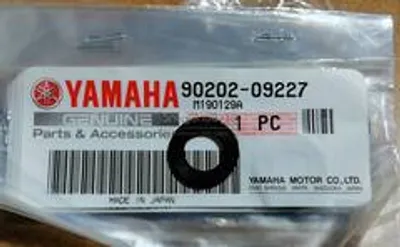 YAMAHA 90202-09227
M190129A
GENUINE 1 PC
Parts & Accessories
YAMAHA MOTOR CO.,LTD.
MADE IN JAPAN